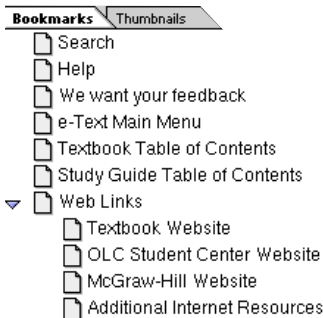 Bookmarks Thumbnails
Search
Help
We want your feedback
e-Text Main Menu
Textbook Table of Contents
Study Guide Table of Contents
Web Links
Textbook Website
OLC Student Center Website
McGraw-Hill Website
Additional Internet Resources